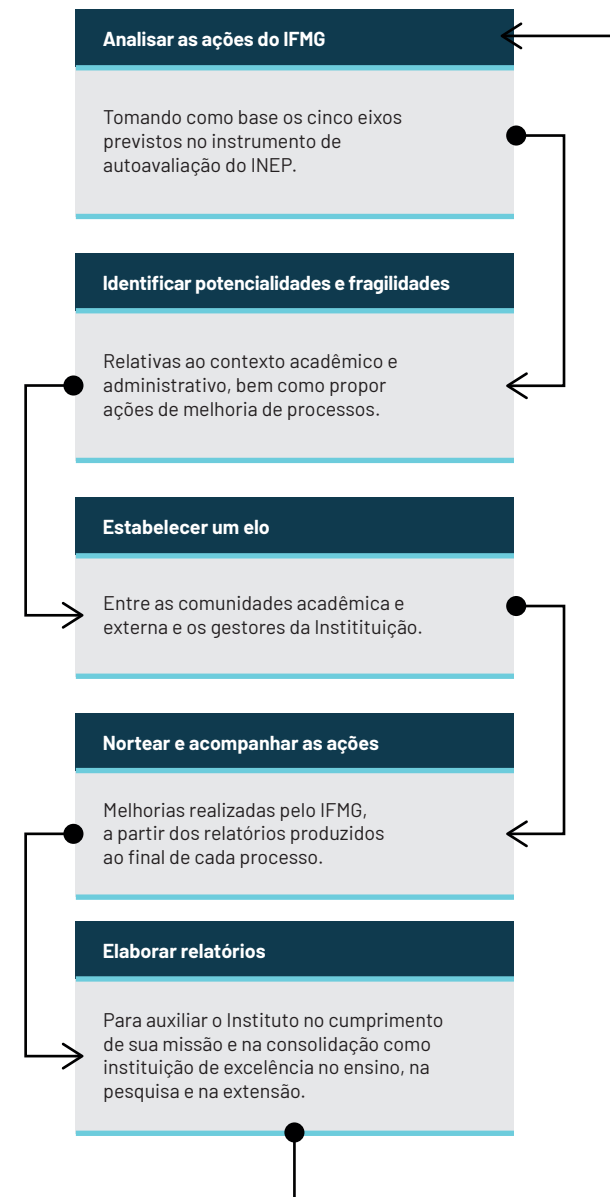 Analisar as ações do IFMG
Tomando como base os cinco eixos
previstos no instrumento de
autoavaliação do INEP.
Identificar potencialidades e fragilidades
Relativas ao contexto acadêmico e
administrativo, bem como propor
ações de melhoria de processos.
Estabelecer um elo
Entre as comunidades acadêmica e
externa e os gestores da Instituituição.
Nortear e acompanhar as ações
Melhorias realizadas pelo IFMG,
a partir dos relatórios produzidos
ao final de cada processo.
Elaborar relatórios
Para auxiliar o Instituto no cumprimento
de sua missão e na consolidação como
instituição de excelência no ensino, na
pesquisa e na extensão.